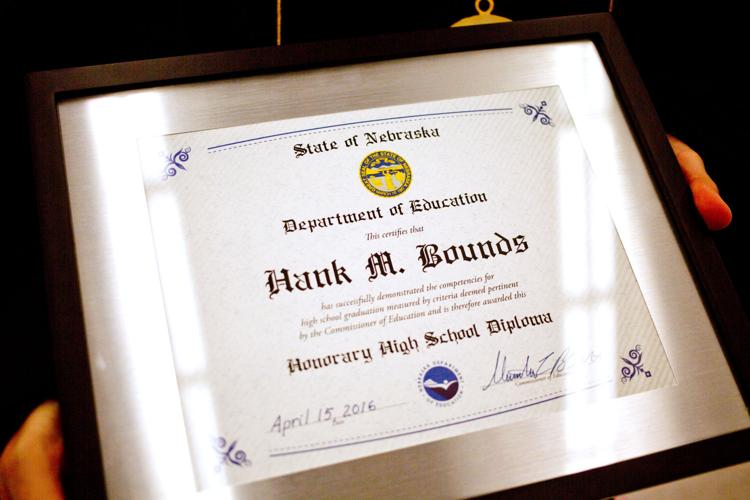 State of Nebraska
Department of Education
This certifies that
Hank M. Bounds
has successfully demonstrated the competencies for
high school graduation measured by criteria deemed pertinent
by the Commissioner of Education and is therefore awarded this
Honorary High School Diploma
April 15, 2016
Commissioner of